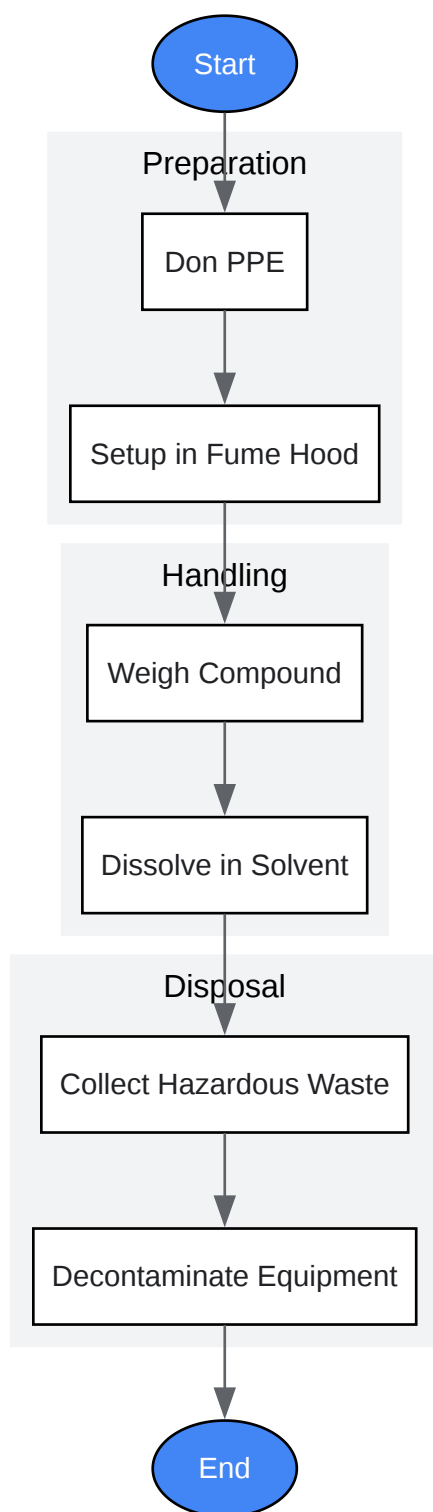 Start
Preparation
Don PPE
Setup in Fume Hood
Handling
Weigh Compound
Dissolve in Solvent
Disposal
Collect Hazardous Waste
Decontaminate Equipment
End